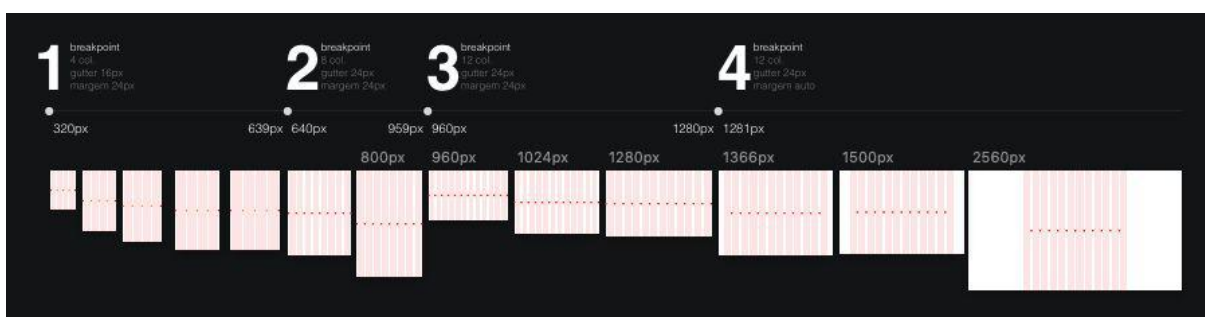 1
breakpoint
4 col
gutter 16px
margem 24px
2
breakpoint
8 col
gutter 24px
margem 24px
3
breakpoint
12 col
gutter 24px
margem 24px
4
breakpoint
12 col
gutter 24px
margem auto
320px 639px 640px 959px 960px 1280px 1281px
800px 960px 1024px 1280px 1366px 1500px 2560px